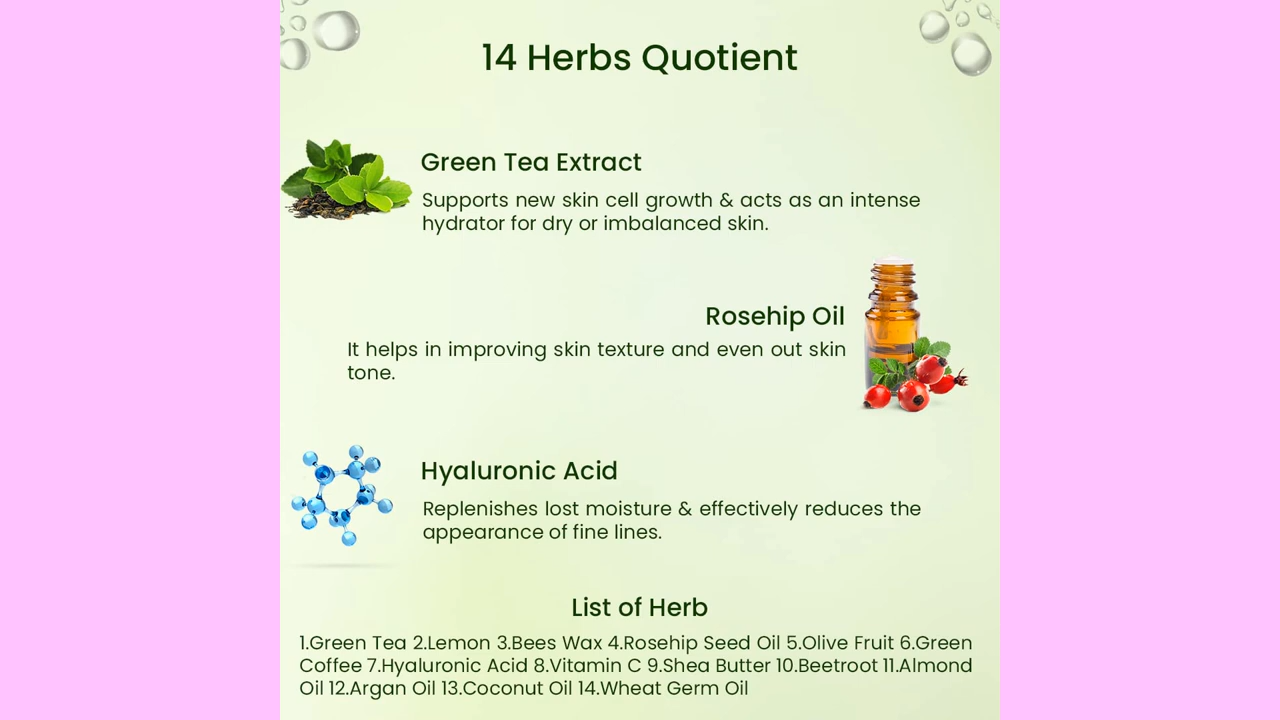 14 Herbs Quotient
Green Tea Extract
Supports new skin cell growth & acts as an intense
hydrator for dry or imbalanced skin.
Rosehip Oil
It helps in improving skin texture and even out skin
tone.
Hyaluronic Acid
Replenishes lost moisture & effectively reduces the
appearance of fine lines.
List of Herb
1.Green Tea 2.Lemon 3.Bees Wax 4.Rosehip Seed Oil 5.Olive Fruit 6.Green
Coffee 7.Hyaluronic Acid 8.Vitamin C 9.Shea Butter 10.Beetroot 11.Almond
Oil 12.Argan Oil 13.Coconut Oil 14.Wheat Germ Oil